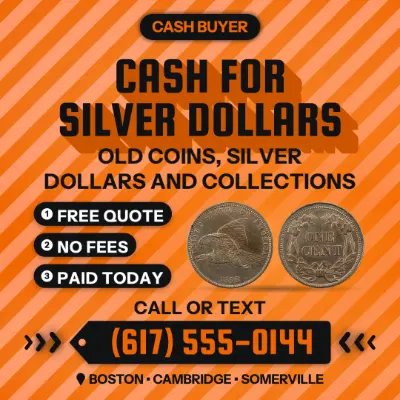 CASH BUYER
CASH FOR
SILVER DOLLARS
OLD COINS, SILVER
DOLLARS AND COLLECTIONS
1 FREE QUOTE
2 NO FEES
3 PAID TODAY
ONE
CENT
CALL OR TEXT
(617) 555-0144
BOSTON • CAMBRIDGE • SOMERVILLE